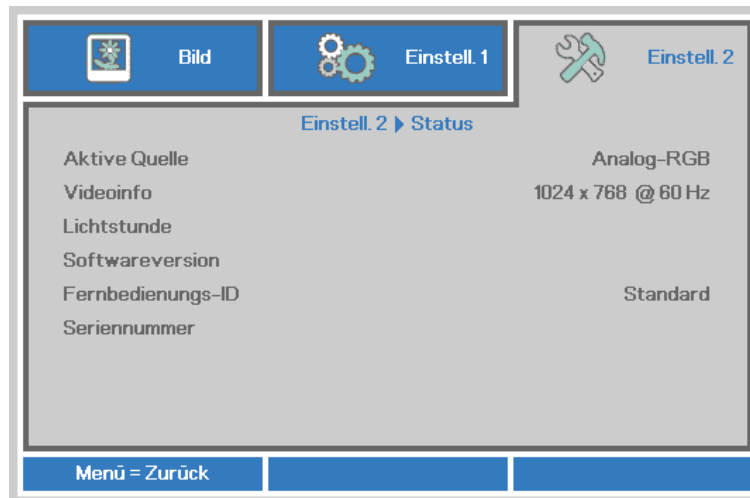 Bild
Einstell. 1
Einstell. 2
Einstell. 2 ▶ Status
Aktive Quelle Analog-RGB
Videoinfo 1024 x 768 @ 60 Hz
Lichtstunde
Softwareversion
Fernbedienungs-ID Standard
Seriennummer
Menü = Zurück